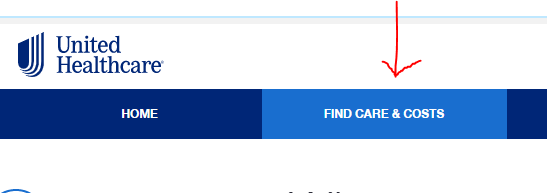 United
Healthcare
HOME
FIND CARE & COSTS